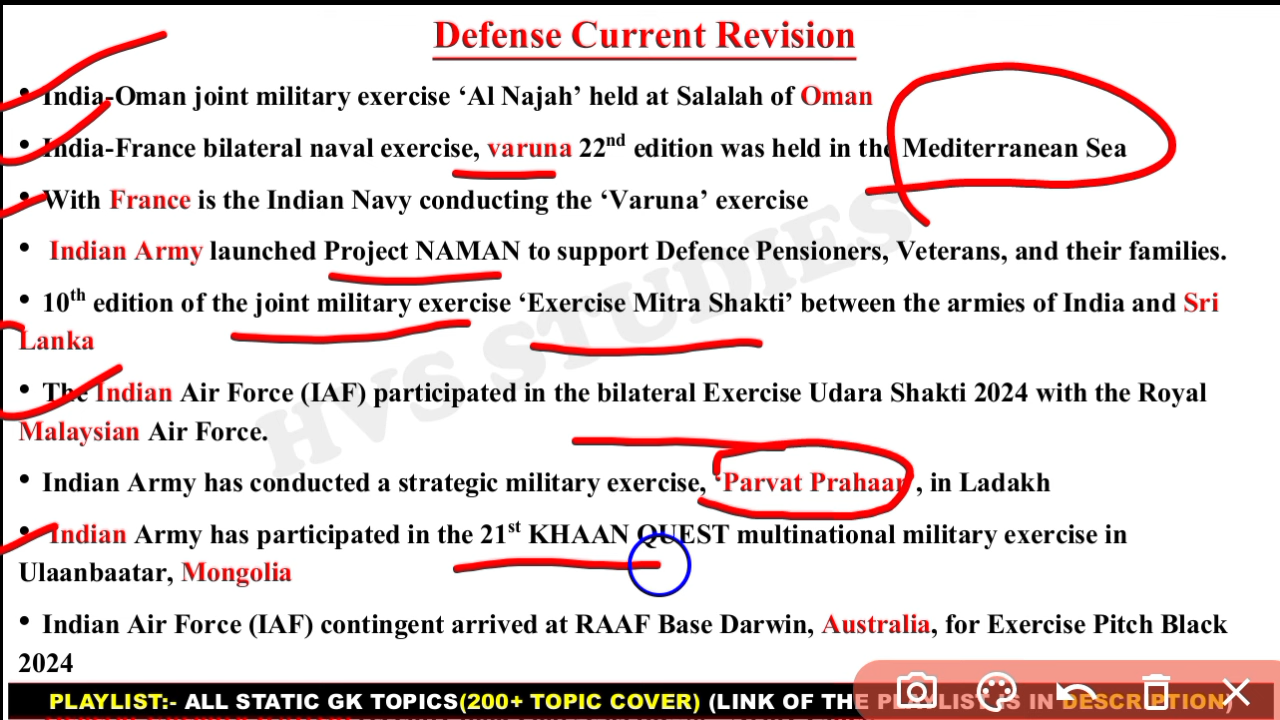 Defense Current Revision
• India-Oman joint military exercise ‘Al Najah’ held at Salalah of Oman
• India-France bilateral naval exercise, varuna 22nd edition was held in the Mediterranean Sea
• With France is the Indian Navy conducting the ‘Varuna’ exercise
• Indian Army launched Project NAMAN to support Defence Pensioners, Veterans, and their families.
• 10th edition of the joint military exercise ‘Exercise Mitra Shakti’ between the armies of India and Sri
Lanka
• The Indian Air Force (IAF) participated in the bilateral Exercise Udara Shakti 2024 with the Royal
Malaysian Air Force.
• Indian Army has conducted a strategic military exercise, ‘Parvat Prahaar’, in Ladakh
• Indian Army has participated in the 21st KHAAN QUEST multinational military exercise in
Ulaanbaatar, Mongolia
• Indian Air Force (IAF) contingent arrived at RAAF Base Darwin, Australia, for Exercise Pitch Black
2024
HVS STUDIES
PLAYLIST:- ALL STATIC GK TOPICS(200+ TOPIC COVER) (LINK OF THE PLAYLIST IS IN DESCRIPTION)